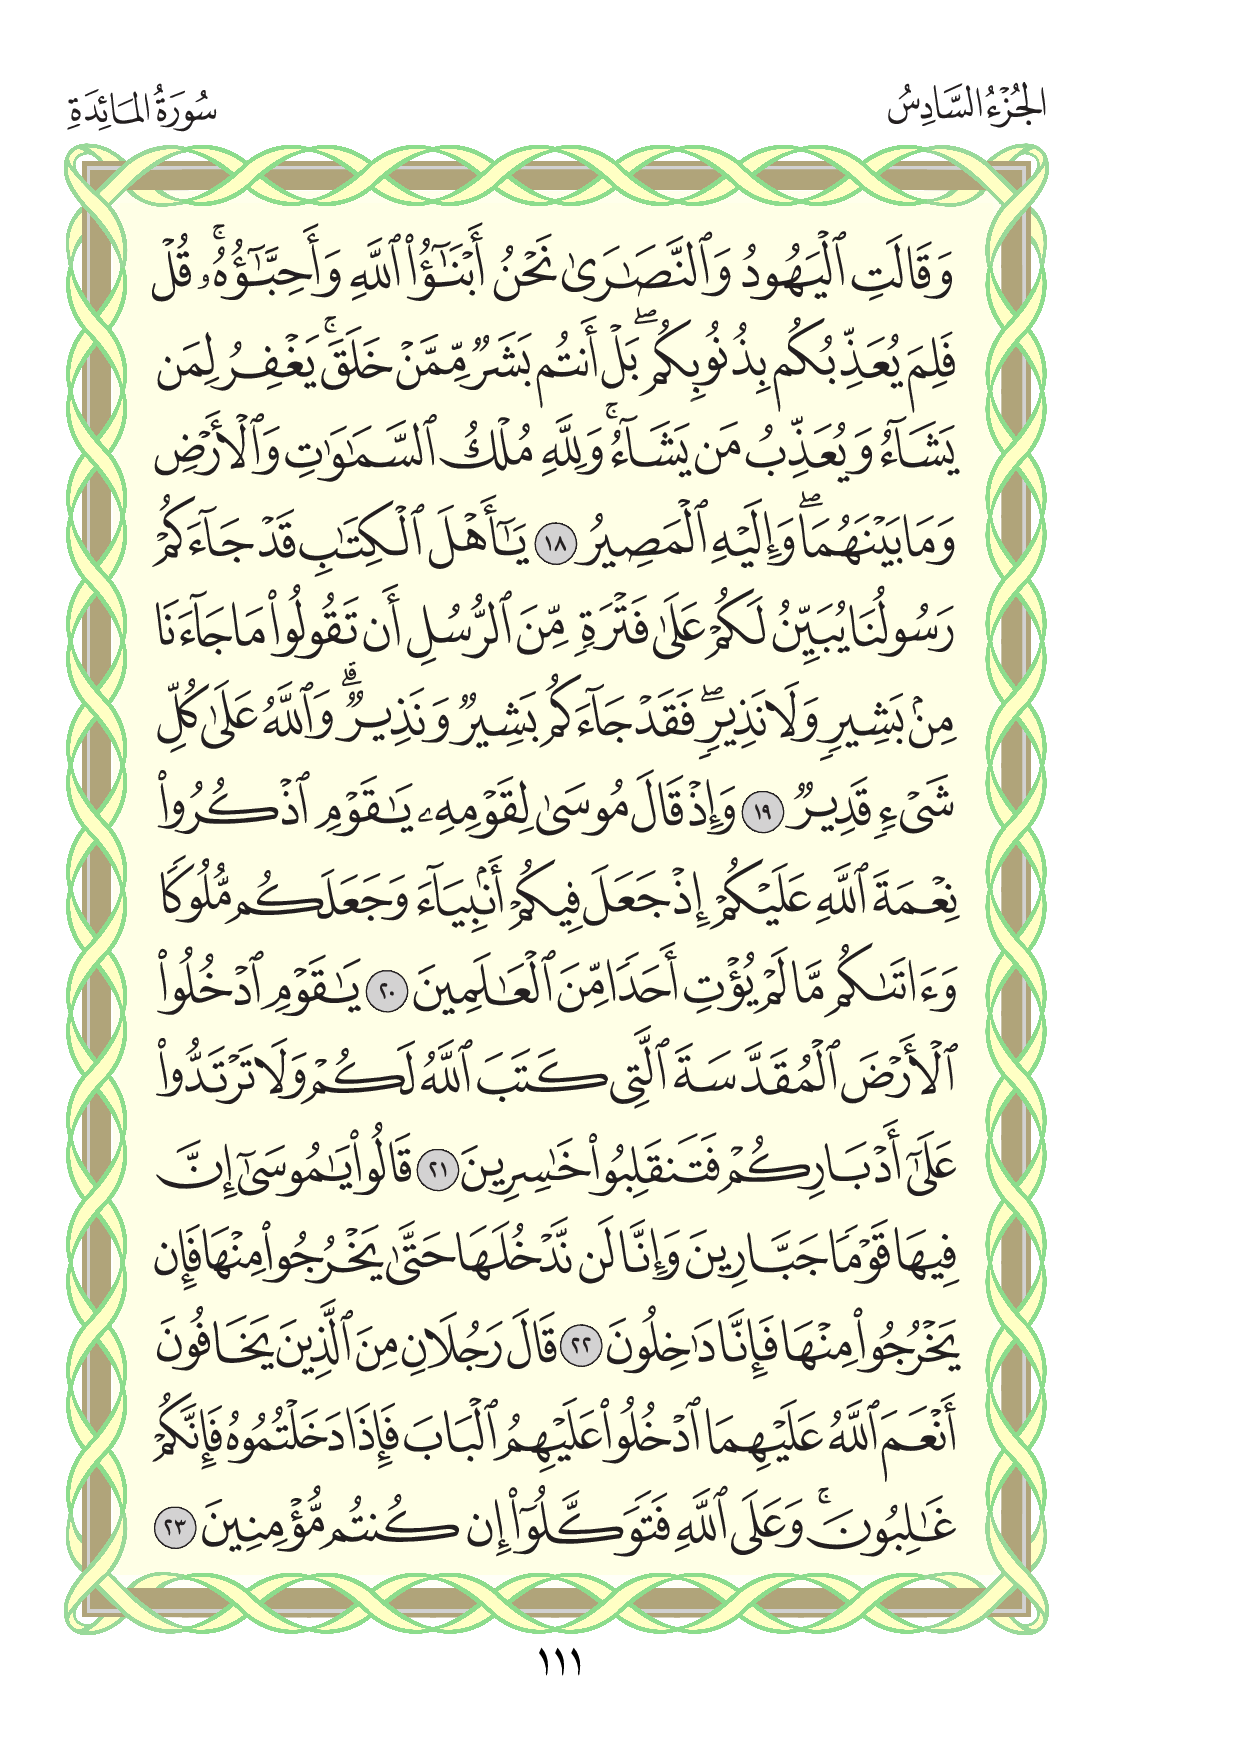 الجُزْءُ السَّادِسُ
سُورَةُ المَائِدَةِ
وَقَالَتِ ٱلْيَهُودُ وَٱلنَّصَٰرَىٰ نَحْنُ أَبْنَٰٓؤُا۟ ٱللَّهِ وَأَحِبَّٰٓؤُهُۥۚ قُلْ
فَلِمَ يُعَذِّبُكُم بِذُنُوبِكُمۖ بَلْ أَنتُم بَشَرٌ مِّمَّنْ خَلَقَۚ يَغْفِرُ لِمَن
يَشَآءُ وَيُعَذِّبُ مَن يَشَآءُۚ وَلِلَّهِ مُلْكُ ٱلسَّمَٰوَٰتِ وَٱلْأَرْضِ
وَمَا بَيْنَهُمَاۖ وَإِلَيْهِ ٱلْمَصِيرُ ١٨ يَٰٓأَهْلَ ٱلْكِتَٰبِ قَدْ جَآءَكُمْ
رَسُولُنَا يُبَيِّنُ لَكُمْ عَلَىٰ فَتْرَةٍ مِّنَ ٱلرُّسُلِ أَن تَقُولُوا۟ مَا جَآءَنَا
مِنۢ بَشِيرٍ وَلَا نَذِيرٍۖ فَقَدْ جَآءَكُم بَشِيرٌ وَنَذِيرٌۗ وَٱللَّهُ عَلَىٰ كُلِّ
شَىْءٍ قَدِيرٌ ١٩ وَإِذْ قَالَ مُوسَىٰ لِقَوْمِهِۦ يَٰقَوْمِ ٱذْكُرُوا۟
نِعْمَةَ ٱللَّهِ عَلَيْكُمْ إِذْ جَعَلَ فِيكُمْ أَنۢبِيَآءَ وَجَعَلَكُم مُّلُوكًا
وَءَاتَىٰكُم مَّا لَمْ يُؤْتِ أَحَدًا مِّنَ ٱلْعَٰلَمِينَ ٢٠ يَٰقَوْمِ ٱدْخُلُوا۟
ٱلْأَرْضَ ٱلْمُقَدَّسَةَ ٱلَّتِى كَتَبَ ٱللَّهُ لَكُمْ وَلَا تَرْتَدُّوا۟
عَلَىٰٓ أَدْبَارِكُمْ فَتَنقَلِبُوا۟ خَٰسِرِينَ ٢١ قَالُوا۟ يَٰمُوسَىٰٓ إِنَّ
فِيهَا قَوْمًا جَبَّارِينَ وَإِنَّا لَن نَّدْخُلَهَا حَتَّىٰ يَخْرُجُوا۟ مِنْهَا فَإِن
يَخْرُجُوا۟ مِنْهَا فَإِنَّا دَٰخِلُونَ ٢٢ قَالَ رَجُلَانِ مِنَ ٱلَّذِينَ يَخَافُونَ
أَنْعَمَ ٱللَّهُ عَلَيْهِمَا ٱدْخُلُوا۟ عَلَيْهِمُ ٱلْبَابَ فَإِذَا دَخَلْتُمُوهُ فَإِنَّكُمْ
غَٰلِبُونَۚ وَعَلَى ٱللَّهِ فَتَوَكَّلُوٓا۟ إِن كُنتُم مُّؤْمِنِينَ ٢٣
١١١